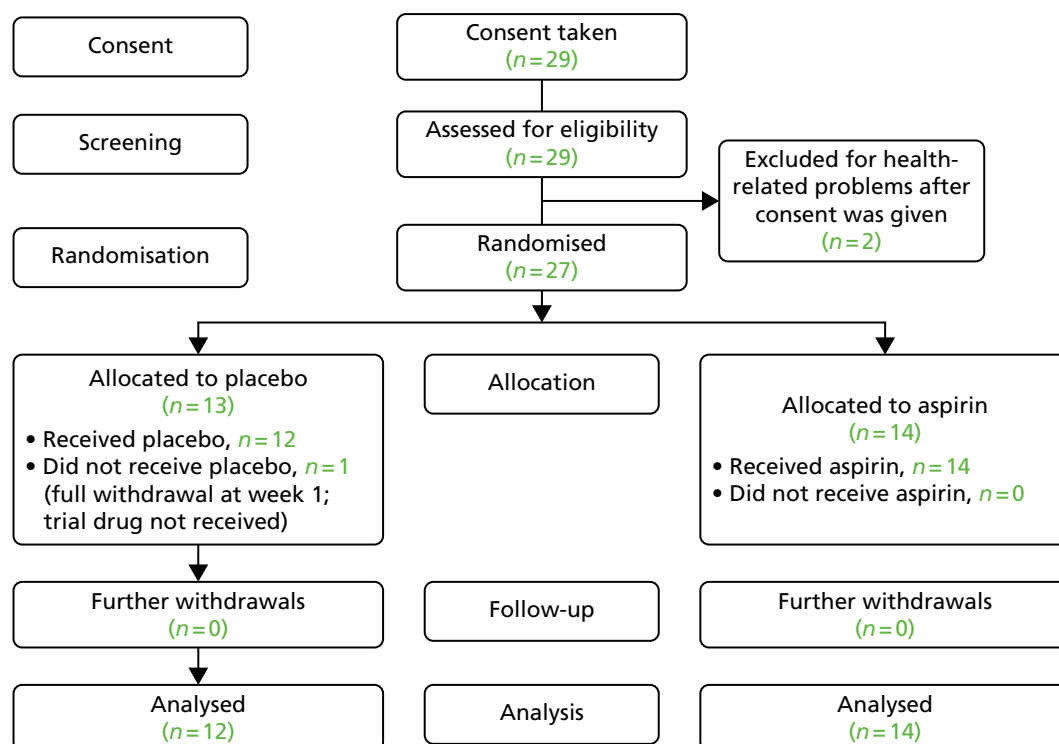 Consent
Consent taken
(n=29)
Screening
Assessed for eligibility
(n=29)
Excluded for health-
related problems after
consent was given
(n=2)
Randomisation
Randomised
(n=27)
Allocated to placebo
(n=13)
• Received placebo, n=12
• Did not receive placebo, n=1
(full withdrawal at week 1;
trial drug not received)
Allocation
Allocated to aspirin
(n=14)
• Received aspirin, n=14
• Did not receive aspirin, n=0
Further withdrawals
(n=0)
Follow-up
Further withdrawals
(n=0)
Analysed
(n=12)
Analysis
Analysed
(n=14)